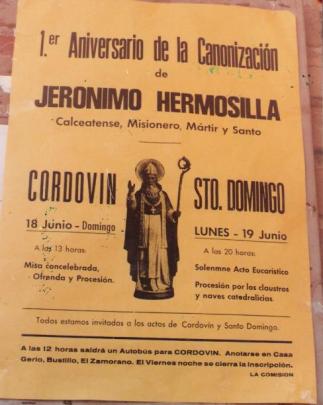 1.er Aniversario de la Canonización
de
JERONIMO HERMOSILLA
Calceatense, Misionero, Mártir y Santo
CORDOVIN
18 Junio - Domingo
A las 13 horas:
Misa concelebrada,
Ofrenda y Procesión.
STO. DOMINGO
LUNES - 19 Junio
A las 20 horas:
Solenmne Acto Eucarístico
Procesión por los claustros
y naves catedralicias.
Todos estamos invitados a los actos de Cordovín y Santo Domingo.
A las 12 horas saldrá un Autobús para CORDOVIN. Anotarse en Casa
Gerio, Bustillo, El Zamorano. El Viernes noche se cierra la inscripción.
LA COMISION